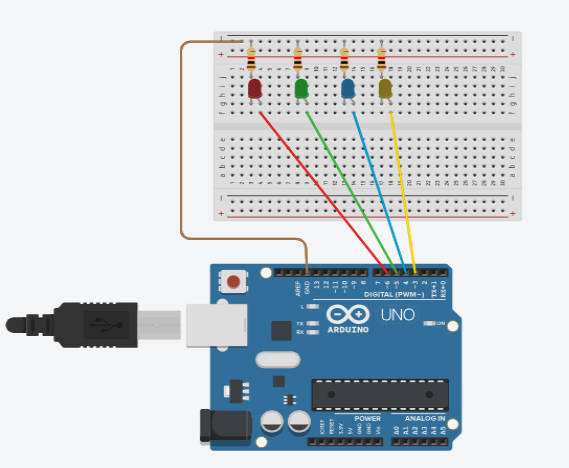 AREF
GND
13
12
~11
~10
~9
8
7
~6
~5
4
~3
2
TX→1
RX←0
DIGITAL (PWM~)
L
TX
RX
ARDUINO
UNO
ON
POWER
ANALOG IN
IOREF
RESET
3.3V
5V
GND
GND
Vin
A0
A1
A2
A3
A4
A5